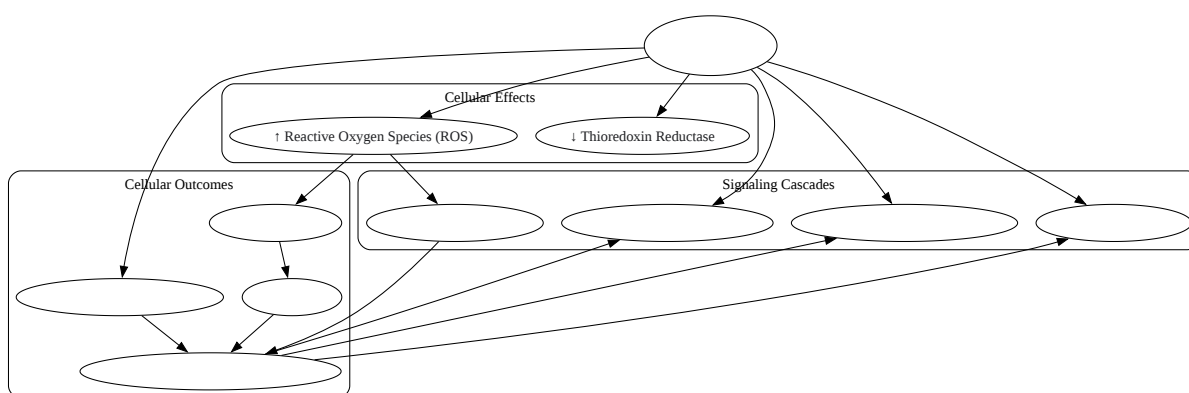 Cellular Effects
↑ Reactive Oxygen Species (ROS)
↓ Thioredoxin Reductase
Cellular Outcomes
Signaling Cascades